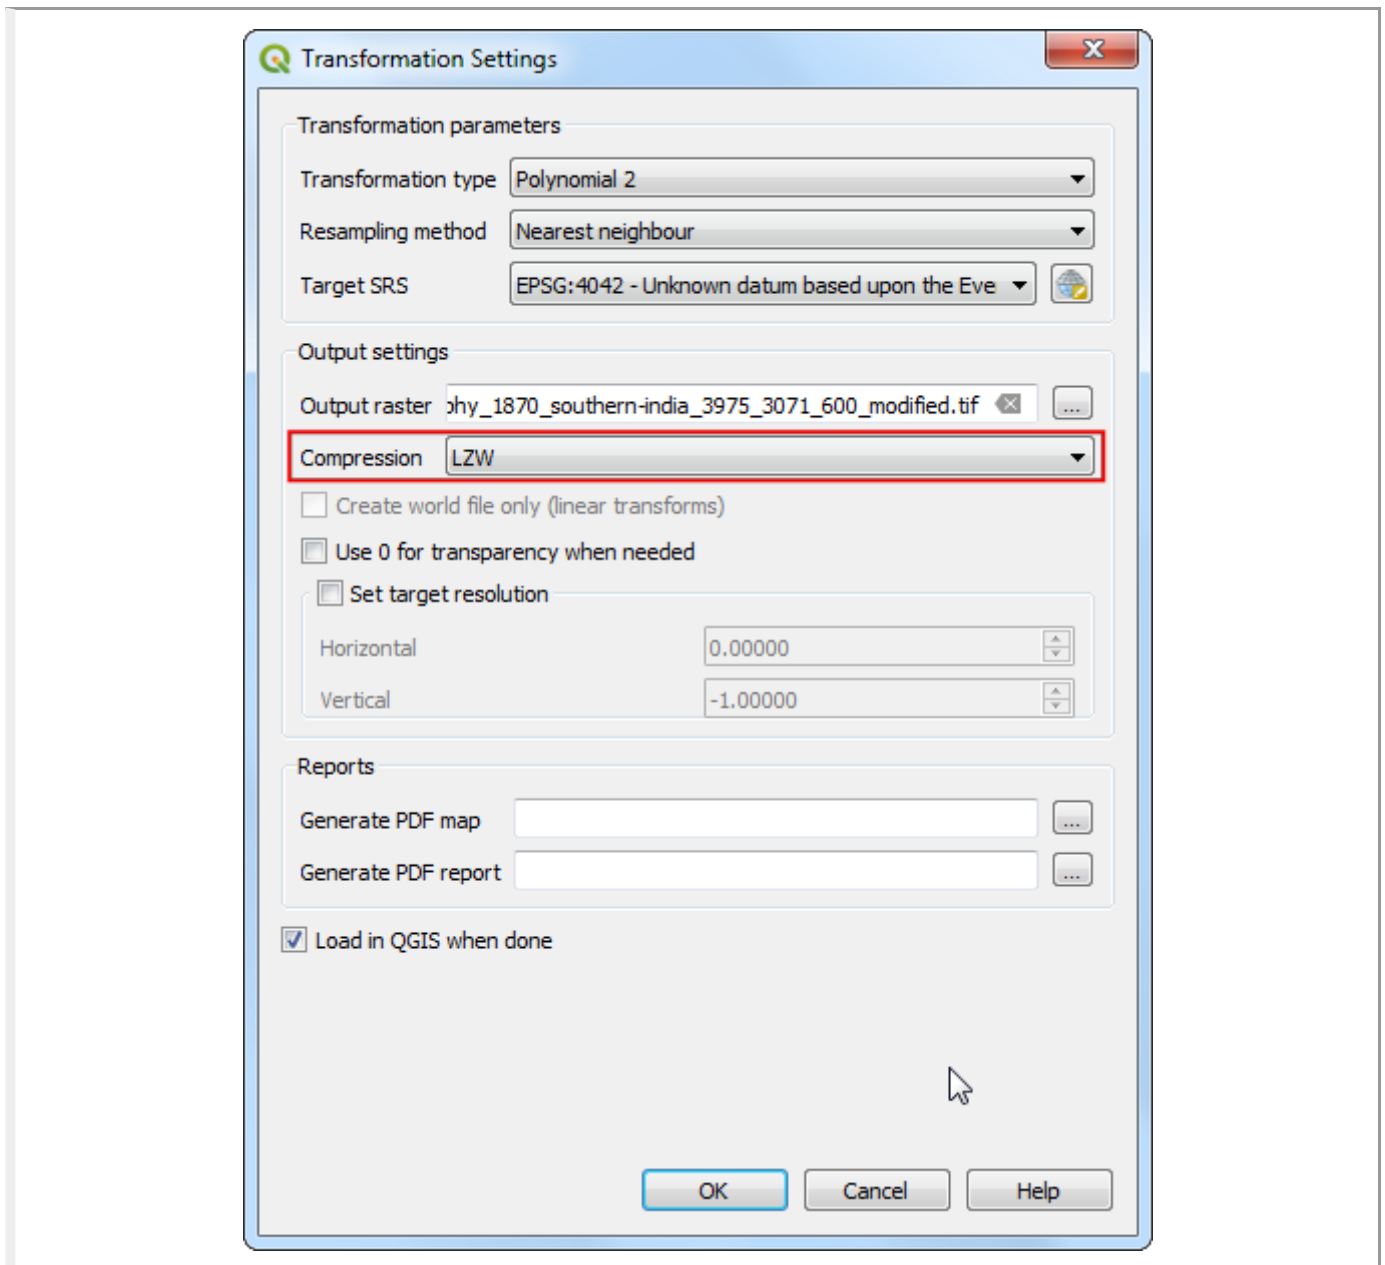 Transformation Settings
Transformation parameters
Transformation type Polynomial 2
Resampling method Nearest neighbour
Target SRS EPSG:4042 - Unknown datum based upon the Eve
Output settings
Output raster phy_1870_southern-india_3975_3071_600_modified.tif ...
Compression LZW
Create world file only (linear transforms)
Use 0 for transparency when needed
Set target resolution
Horizontal 0.00000
Vertical -1.00000
Reports
Generate PDF map ...
Generate PDF report ...
Load in QGIS when done
OK Cancel Help